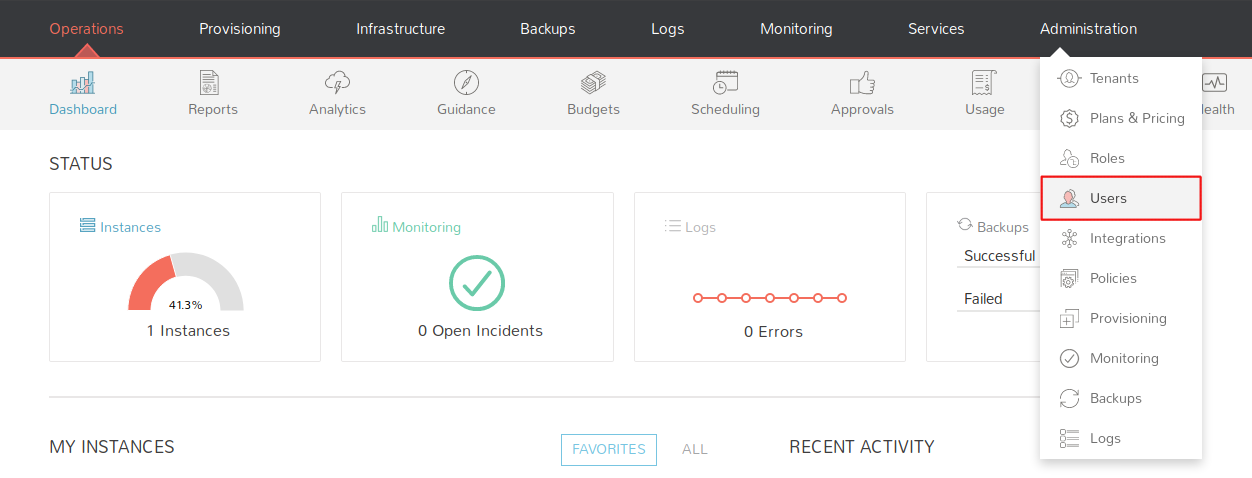 Operations Provisioning Infrastructure Backups Logs Monitoring Services Administration
Dashboard Reports Analytics Guidance Budgets Scheduling Approvals Usage
Tenants
Plans & Pricing
Roles
Users
Integrations
Policies
Provisioning
Monitoring
Backups
Logs
STATUS
Instances
41.3%
1 Instances
Monitoring
0 Open Incidents
Logs
0 Errors
Backups
Successful
Failed
MY INSTANCES
FAVORITES ALL
RECENT ACTIVITY